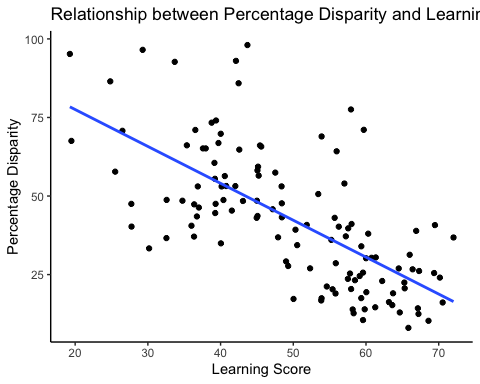 Relationship between Percentage Disparity and Learnin
100
75
50
25
Percentage Disparity
20 30 40 50 60 70
Learning Score